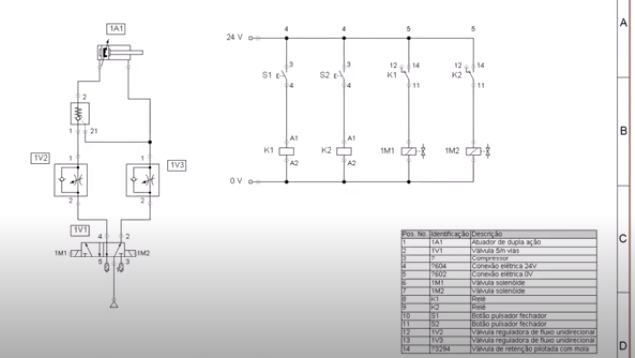 1A1
A
4 4 5 5
24 V
2
3 3 12 14 12 14
S1 S2 K1 K2
4 4 11 11
1 21
B
1V2 1 1 1V3
A1 A1
K1 K2 1M1 1M2
A2 A2
2 2
0 V
1V1 4 2
1M1 1M2
5 3
C
Pos. No. Identificação Descrição
1 1A1 Atuador de dupla ação
2 1V1 Válvula 5/n vias
3 ? Compressor
4 ?604 Conexão elétrica 24V
5 ?602 Conexão elétrica 0V
6 1M1 Válvula solenóide
7 1M2 Válvula solenóide
8 K1 Relé
9 K2 Relé
10 S1 Botão pulsador fechador
11 S2 Botão pulsador fechador
12 1V2 Válvula reguladora de fluxo unidirecional
13 1V3 Válvula reguladora de fluxo unidirecional
14 ?3294 Válvula de retenção pilotada com mola
D